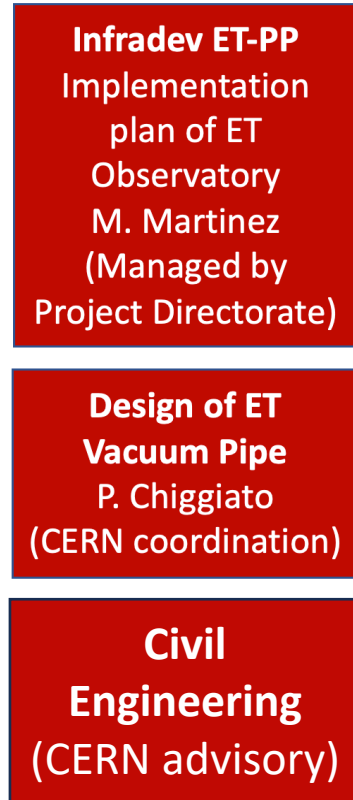 Infradev ET-PP
Implementation
plan of ET
Observatory
M. Martinez
(Managed by
Project Directorate)
Design of ET
Vacuum Pipe
P. Chiggiato
(CERN coordination)
Civil
Engineering
(CERN advisory)